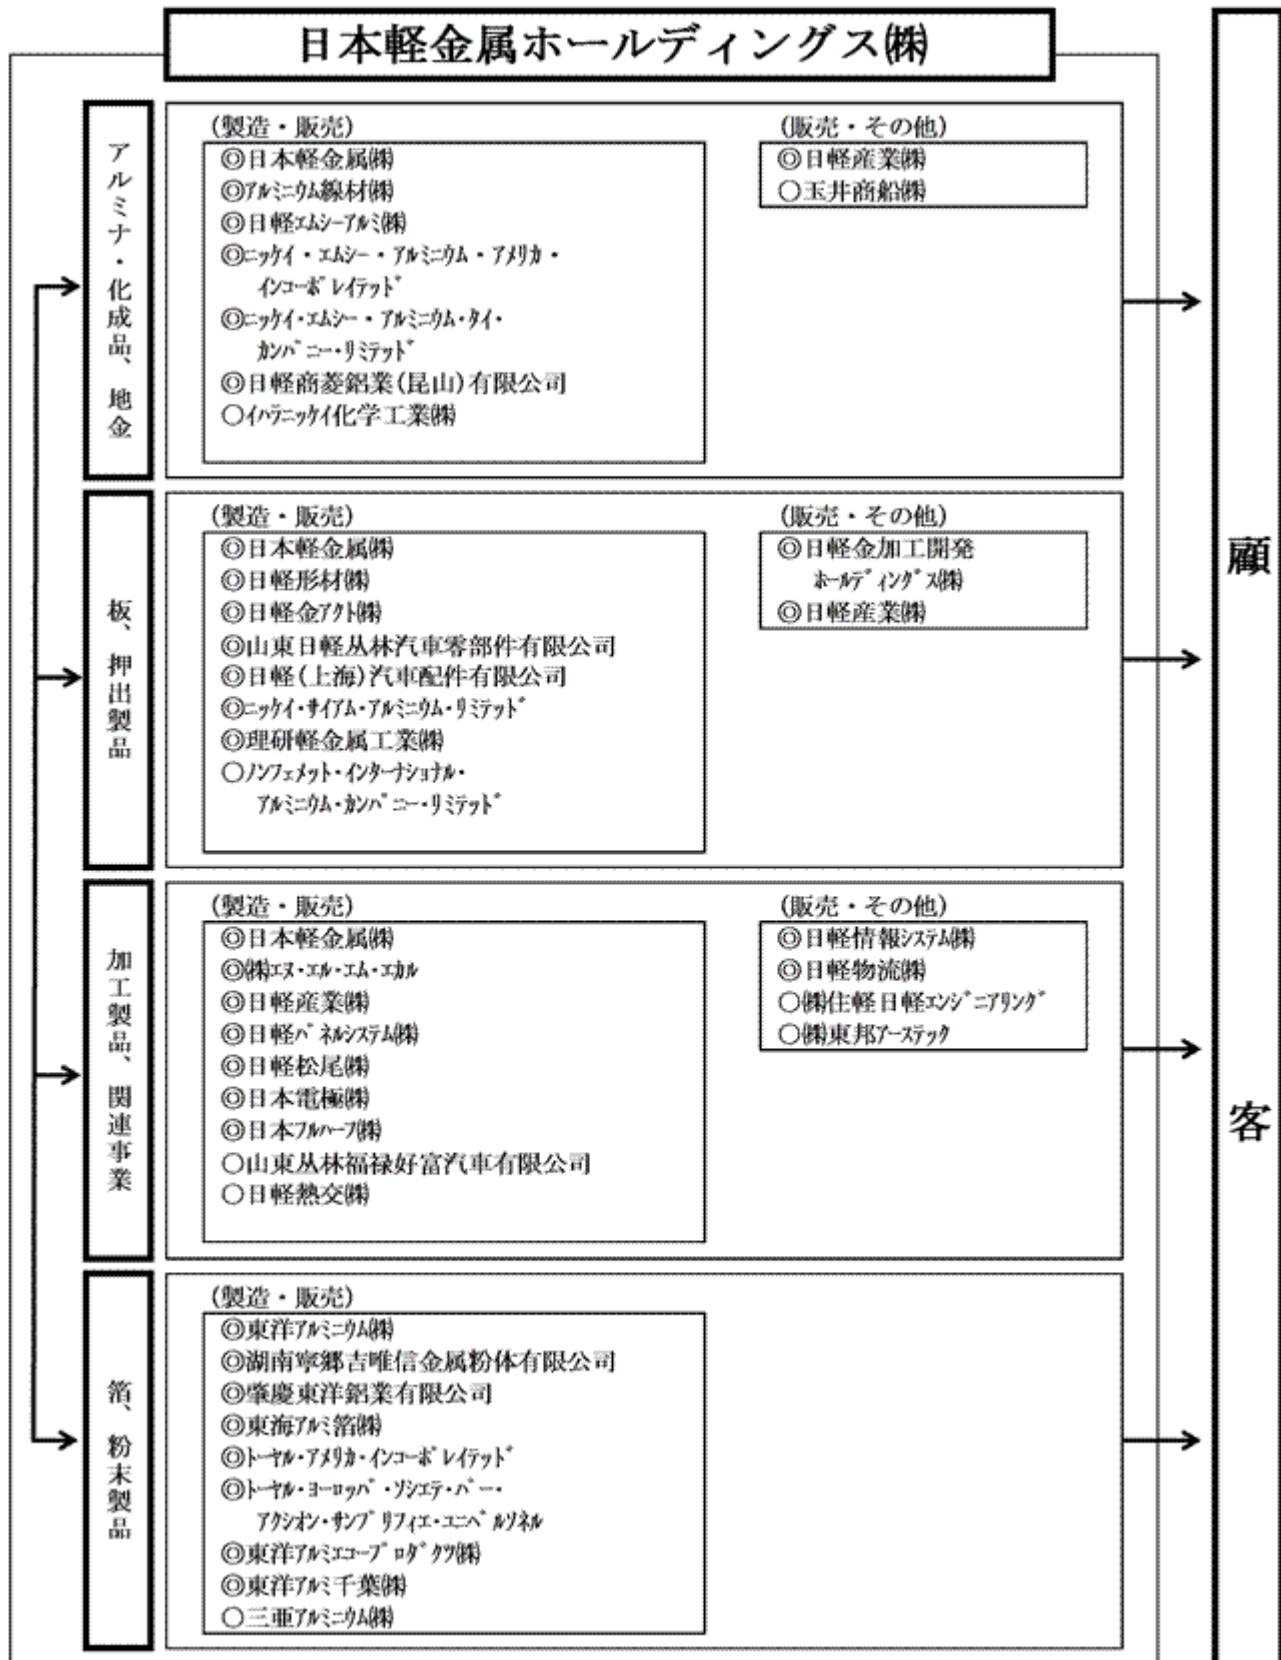 日本軽金属ホールディングス㈱
アルミナ・化成品、地金
(製造・販売)
◎日本軽金属㈱
◎ｱﾙﾐﾆｳﾑ線材㈱
◎日軽ｴﾑｼｰｱﾙﾐ㈱
◎ﾆｯｹｲ・ｴﾑｼｰ・ｱﾙﾐﾆｳﾑ・ｱﾒﾘｶ・
ｲﾝｺｰﾎﾟﾚｲﾃｯﾄﾞ
◎ﾆｯｹｲ・ｴﾑｼｰ・ｱﾙﾐﾆｳﾑ・ﾀｲ・
ｶﾝﾊﾟﾆｰ・ﾘﾐﾃｯﾄﾞ
◎日軽商菱鋁業(昆山)有限公司
○ｲﾊﾗﾆｯｹｲ化学工業㈱
(販売・その他)
◎日軽産業㈱
○玉井商船㈱
板、押出製品
(製造・販売)
◎日本軽金属㈱
◎日軽形材㈱
◎日軽金ｱｸﾄ㈱
◎山東日軽丛林汽車零部件有限公司
◎日軽(上海)汽車配件有限公司
◎ﾆｯｹｲ・ｻｲｱﾑ・ｱﾙﾐﾆｳﾑ・ﾘﾐﾃｯﾄﾞ
◎理研軽金属工業㈱
○ﾉﾝﾌｪﾒｯﾄ・ｲﾝﾀｰﾅｼｮﾅﾙ・
ｱﾙﾐﾆｳﾑ・ｶﾝﾊﾟﾆｰ・ﾘﾐﾃｯﾄﾞ
(販売・その他)
◎日軽金加工開発
ﾎｰﾙﾃﾞｨﾝｸﾞｽ㈱
◎日軽産業㈱
加工製品、関連事業
(製造・販売)
◎日本軽金属㈱
◎㈱ｴﾇ・ｴﾙ・ｴﾑ・ｴｶﾙ
◎日軽産業㈱
◎日軽ﾊﾟﾈﾙｼｽﾃﾑ㈱
◎日軽松尾㈱
◎日本電極㈱
◎日本ﾌﾙﾊｰﾌ㈱
○山東丛林福禄好富汽車有限公司
○日軽熱交㈱
(販売・その他)
◎日軽情報ｼｽﾃﾑ㈱
◎日軽物流㈱
○㈱住軽日軽ｴﾝｼﾞﾆｱﾘﾝｸﾞ
○㈱東邦ｱｰｽﾃｯｸ
箔、粉末製品
(製造・販売)
◎東洋ｱﾙﾐﾆｳﾑ㈱
◎湖南寧郷吉唯信金属粉体有限公司
◎肇慶東洋鋁業有限公司
◎東海ｱﾙﾐ箔㈱
◎ﾄｰﾔﾙ・ｱﾒﾘｶ・ｲﾝｺｰﾎﾟﾚｲﾃｯﾄﾞ
◎ﾄｰﾔﾙ・ﾖｰﾛｯﾊﾟ・ｿｼｴﾃ・ﾊﾟｰ・
ｱｸｼｵﾝ・ｻﾝﾌﾟﾘﾌｨｴ・ﾕﾆﾍﾟﾙｿﾈﾙ
◎東洋ｱﾙﾐｴｺｰﾌﾟﾛﾀﾞｸﾂ㈱
◎東洋ｱﾙﾐ千葉㈱
○三亜ｱﾙﾐﾆｳﾑ㈱
顧客